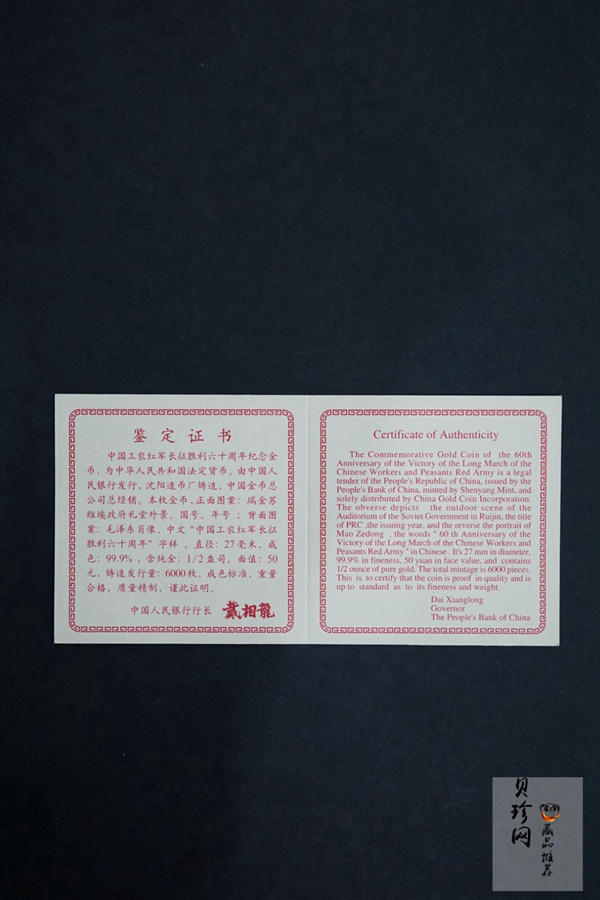 鉴定证书
中国工农红军长征胜利六十周年纪念金
币，为中华人民共和国法定货币。由中国人
民银行发行，沈阳造币厂铸造，中国金币总
公司总经销。本枚金币，正面图案：瑞金苏
维埃政府礼堂外景、国号、年号；背面图
案：毛泽东肖像、中文“中国工农红军长征
胜利六十周年”字样。直径：27毫米，成
色：99.9%，含纯金：1/2盎司，面值：50
元，铸造发行量：6000枚，成色标准，重量
合格，质量精制，谨此证明。
中国人民银行行长 戴相龍
Certificate of Authenticity
The Commemorative Gold Coin of the 60th
Anniversary of the Victory of the Long March of the
Chinese Workers and Peasants Red Army is a legal
tender of the People's Republic of China, issued by the
People's Bank of China, minted by Shenyang Mint, and
solely distributed by China Gold Coin Incorporation.
The obverse depicts the outdoor scene of the
Auditorium of the Soviet Government in Ruijin, the title
of PRC ,the issuing year, and the reverse the portrait of
Mao Zedong , the words " 60 th Anniversary of the
Victory of the Long March of the Chinese Workers and
Peasants Red Army " in Chinese . It's 27 mm in diameter,
99.9% in fineness, 50 yuan in face value, and contains
1/2 ounce of pure gold. The total mintage is 6000 pieces.
This is to certify that the coin is proof in quality and is
up to standard as to its fineness and weight.
Dai Xianglong
Governor
The People's Bank of China
贝珍网
藏品推荐